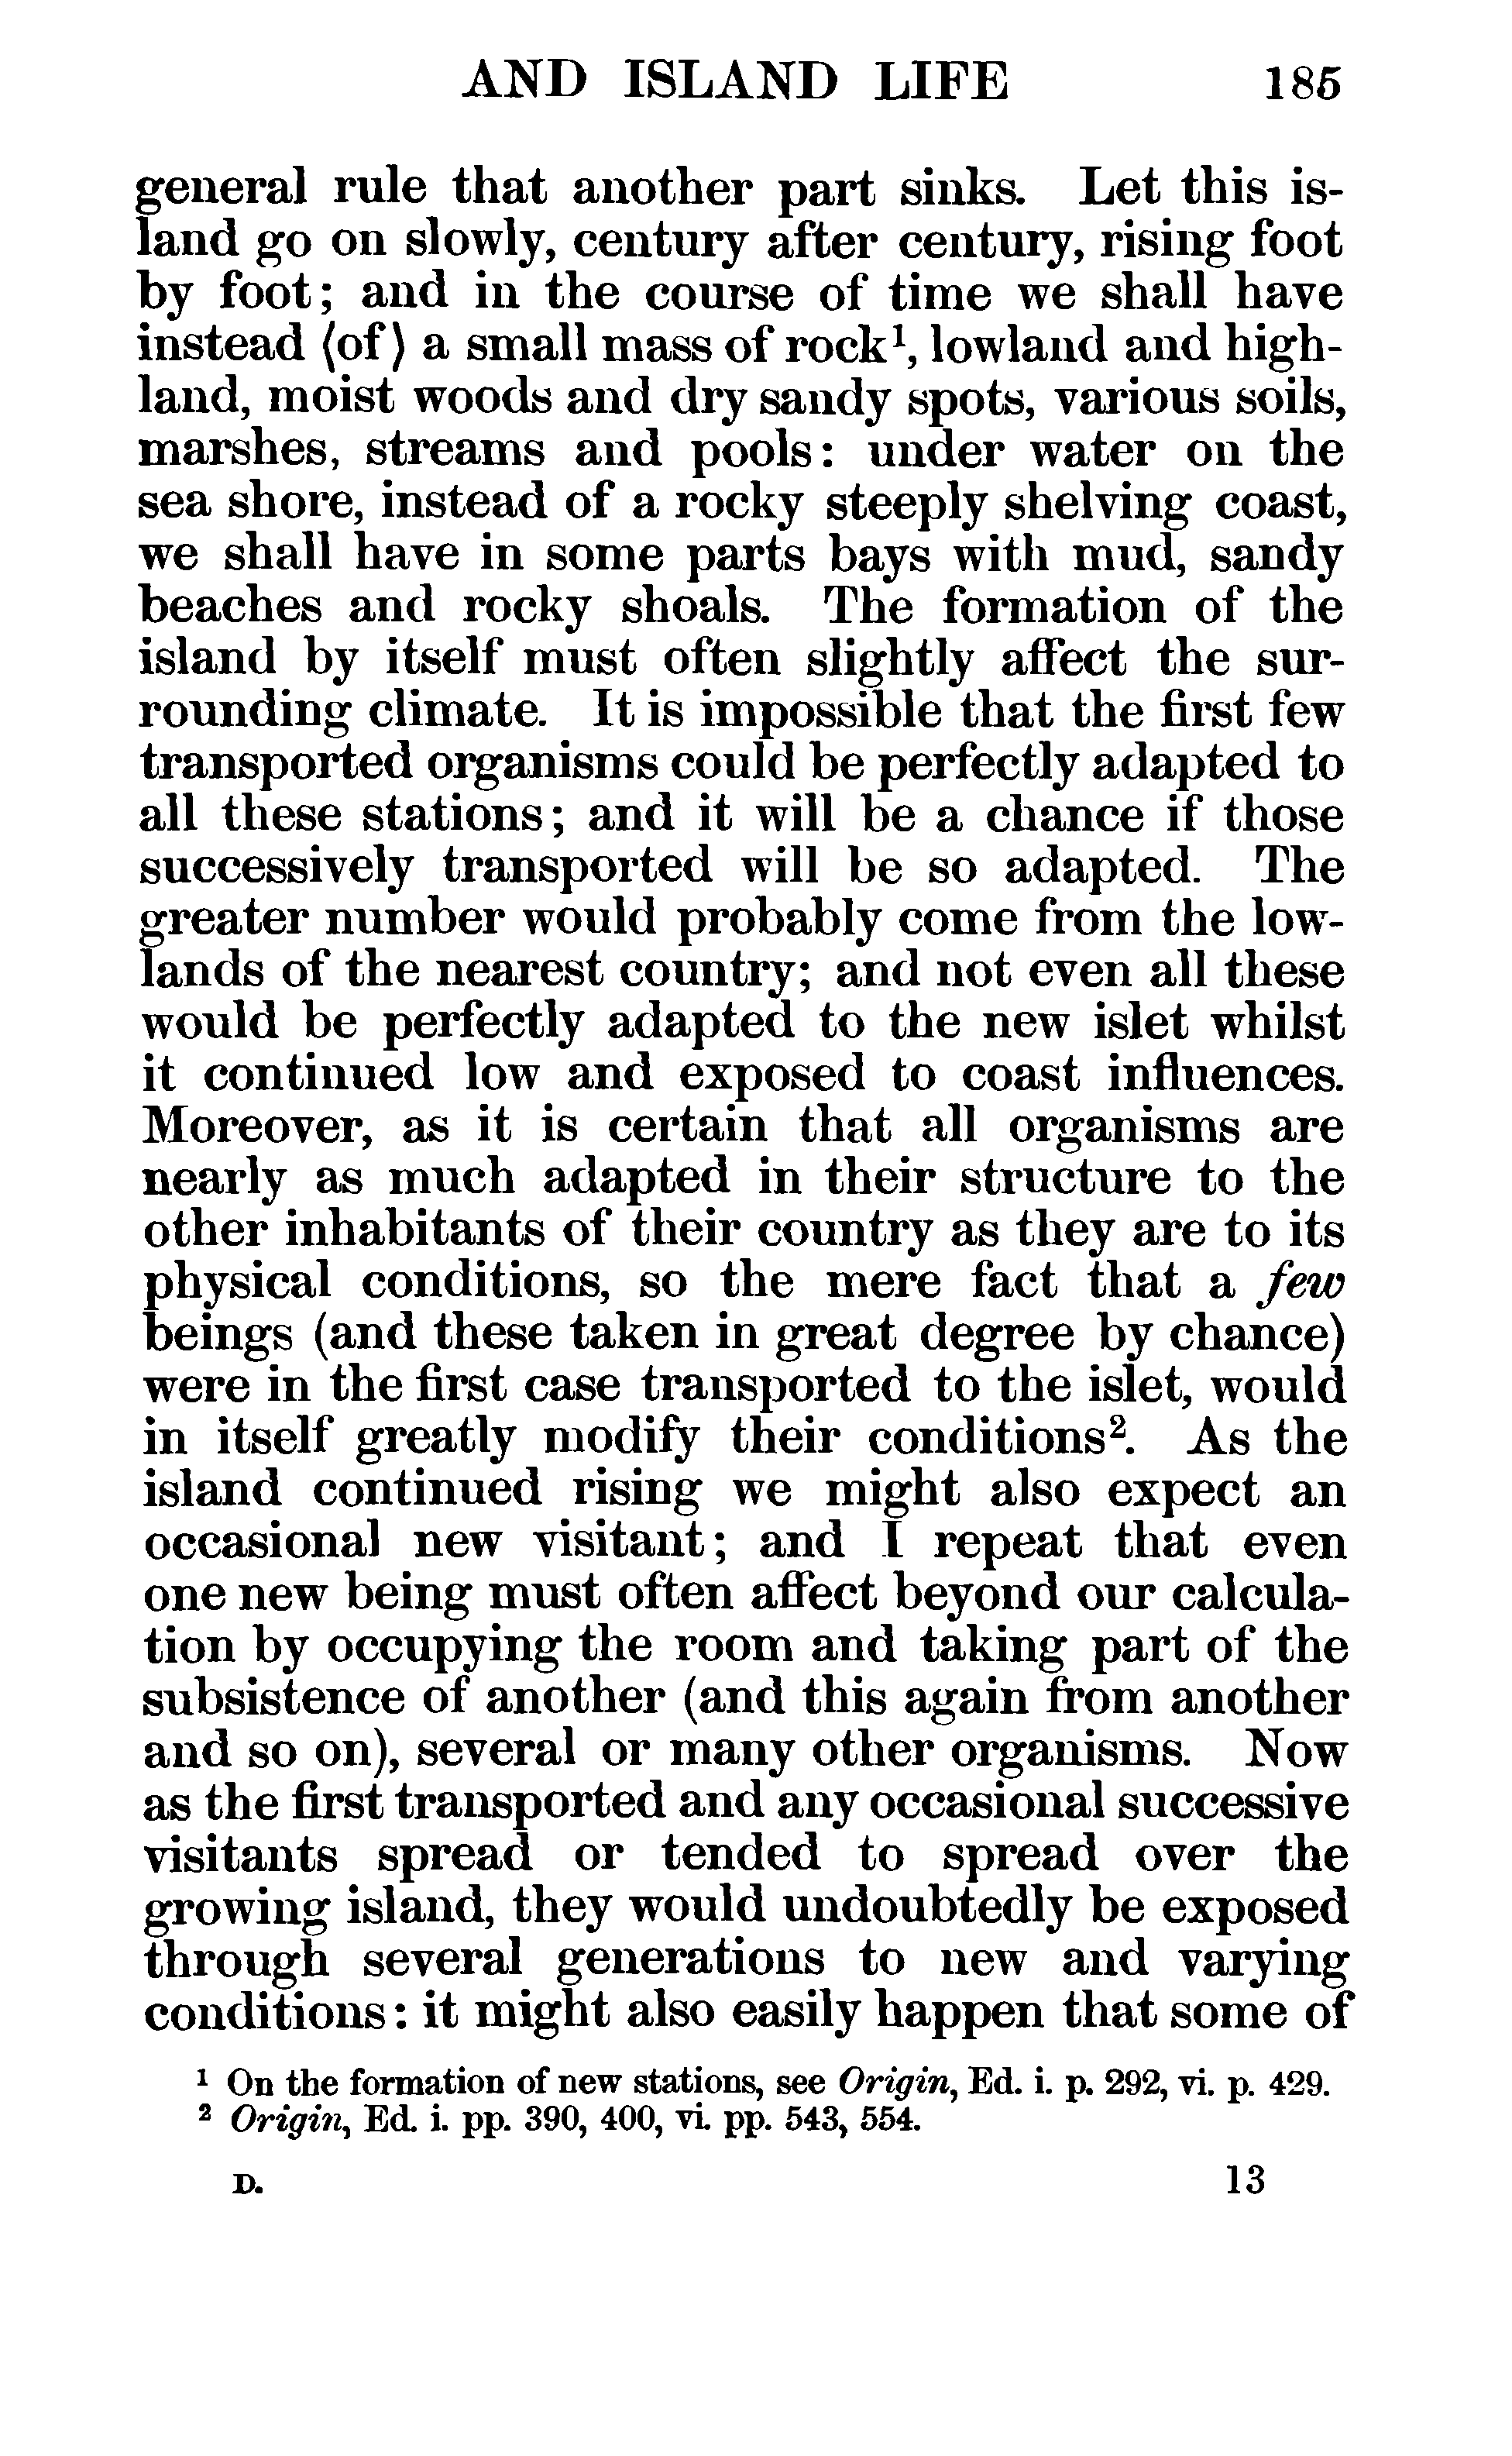 AND ISLAND LIFE 185
general rule that another part sinks. Let this is-
land go on slowly, century after century, rising foot
by foot; and in the course of time we shall have
instead ⟨of⟩ a small mass of rock¹, lowland and high-
land, moist woods and dry sandy spots, various soils,
marshes, streams and pools: under water on the
sea shore, instead of a rocky steeply shelving coast,
we shall have in some parts bays with mud, sandy
beaches and rocky shoals. The formation of the
island by itself must often slightly affect the sur-
rounding climate. It is impossible that the first few
transported organisms could be perfectly adapted to
all these stations; and it will be a chance if those
successively transported will be so adapted. The
greater number would probably come from the low-
lands of the nearest country; and not even all these
would be perfectly adapted to the new islet whilst
it continued low and exposed to coast influences.
Moreover, as it is certain that all organisms are
nearly as much adapted in their structure to the
other inhabitants of their country as they are to its
physical conditions, so the mere fact that a few
beings (and these taken in great degree by chance)
were in the first case transported to the islet, would
in itself greatly modify their conditions². As the
island continued rising we might also expect an
occasional new visitant; and I repeat that even
one new being must often affect beyond our calcula-
tion by occupying the room and taking part of the
subsistence of another (and this again from another
and so on), several or many other organisms. Now
as the first transported and any occasional successive
visitants spread or tended to spread over the
growing island, they would undoubtedly be exposed
through several generations to new and varying
conditions: it might also easily happen that some of
¹ On the formation of new stations, see Origin, Ed. i. p. 292, vi. p. 429.
² Origin, Ed. i. pp. 390, 400, vi. pp. 543, 554.
D. 13